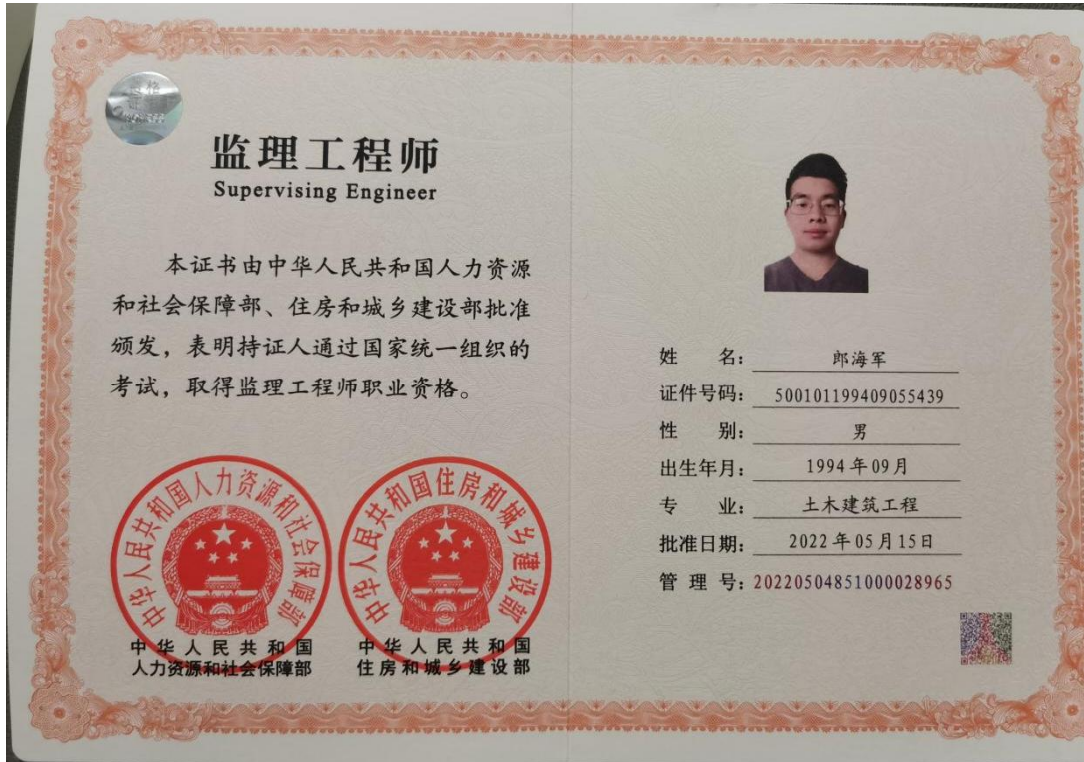 监理工程师
Supervising Engineer
本证书由中华人民共和国人力资源
和社会保障部、住房和城乡建设部批准
颁发，表明持证人通过国家统一组织的
考试，取得监理工程师职业资格。
中华人民共和国人力资源和社会保障部
中华人民共和国住房和城乡建设部
中华人民共和国
人力资源和社会保障部
中华人民共和国
住房和城乡建设部
姓 名： 郎海军
证件号码： 500101199409055439
性 别： 男
出生年月： 1994年09月
专 业： 土木建筑工程
批准日期： 2022年05月15日
管 理 号：20220504851000028965